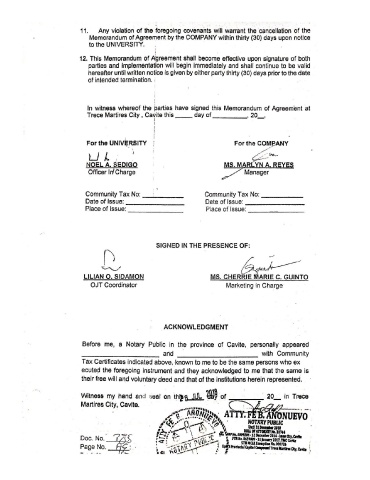 11. Any violation of the foregoing covenants will warrant the cancellation of the
Memorandum of Agreement by the COMPANY within thirty (30) days upon notice
to the UNIVERSITY.
12. This Memorandum of Agreement shall become effective upon signature of both
parties and implementation will begin immediately and shall continue to be valid
hereafter until written notice is given by either party thirty (30) days prior to the date
of intended termination.
In witness whereof the parties have signed this Memorandum of Agreement at
Trece Martires City , Cavite this _____ day of __________, 20__.
For the UNIVERSITY For the COMPANY
NOEL A. SEDIGO MS. MARLYN A. REYES
Officer In Charge Manager
Community Tax No: __________ Community Tax No: __________
Date of Issue: __________ Date of Issue: __________
Place of Issue: __________ Place of Issue: __________
SIGNED IN THE PRESENCE OF:
LILIAN O. SIDAMON MS. CHERRIE MARIE C. GUINTO
OJT Coordinator Marketing in Charge
ACKNOWLEDGMENT
Before me, a Notary Public in the province of Cavite, personally appeared
__________ and __________ with Community
Tax Certificates indicated above, known to me to be the same persons who ex
ecuted the foregoing instrument and they acknowledged to me that the same is
their free will and voluntary deed and that of the institutions herein represented.
Witness my hand and seal on this day of __________ 20__ in Trece
Martires City, Cavite.
ATTY. FE B. AÑONUEVO
NOTARY PUBLIC
FE B. AÑONUEVO
NOTARY PUBLIC
Doc. No.
Page No.